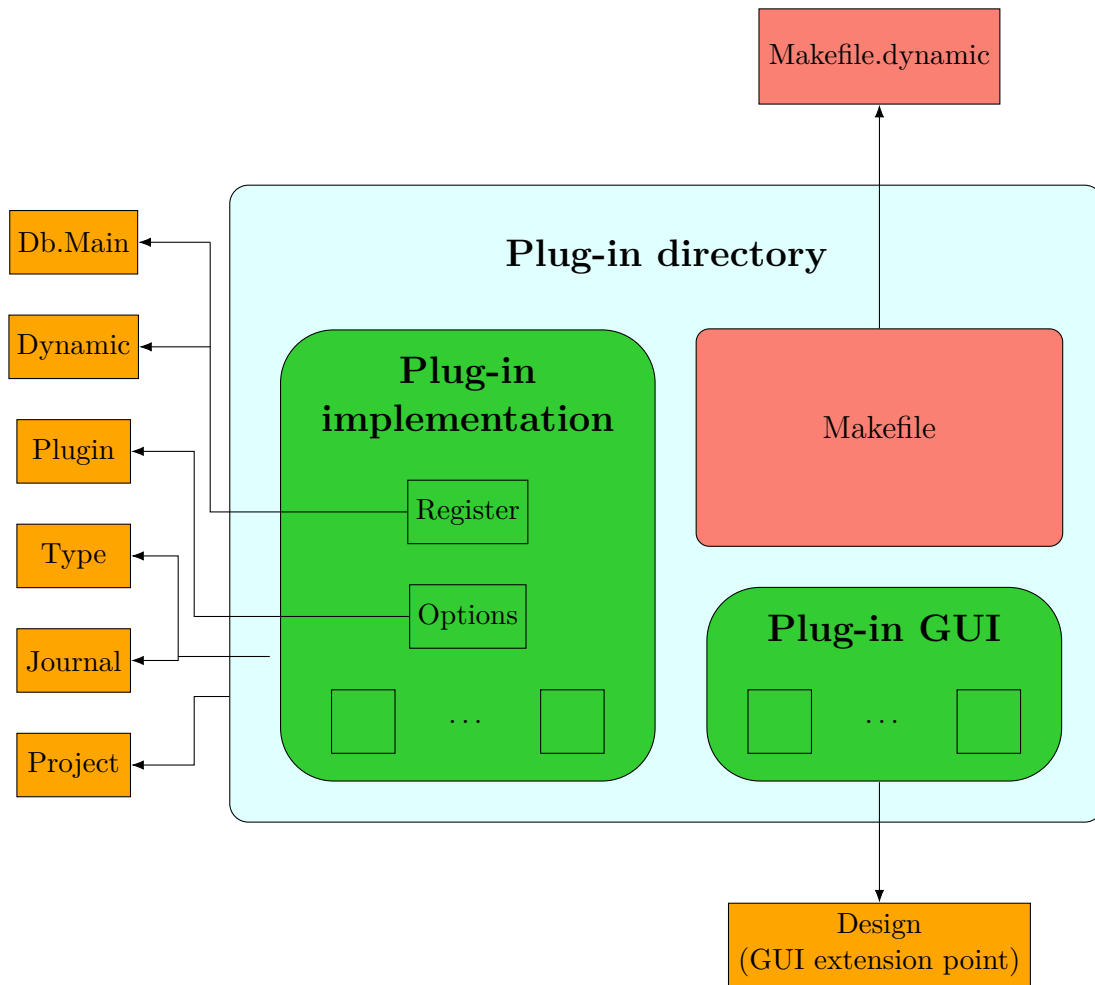 Makefile.dynamic
Db.Main
Dynamic
Plugin
Type
Journal
Project
Plug-in directory
Plug-in
implementation
Register
Options
...
Makefile
Plug-in GUI
...
Design
(GUI extension point)